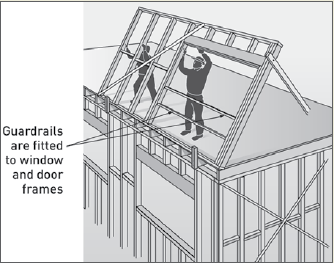 Guardrails
are fitted
to window
and door
frames